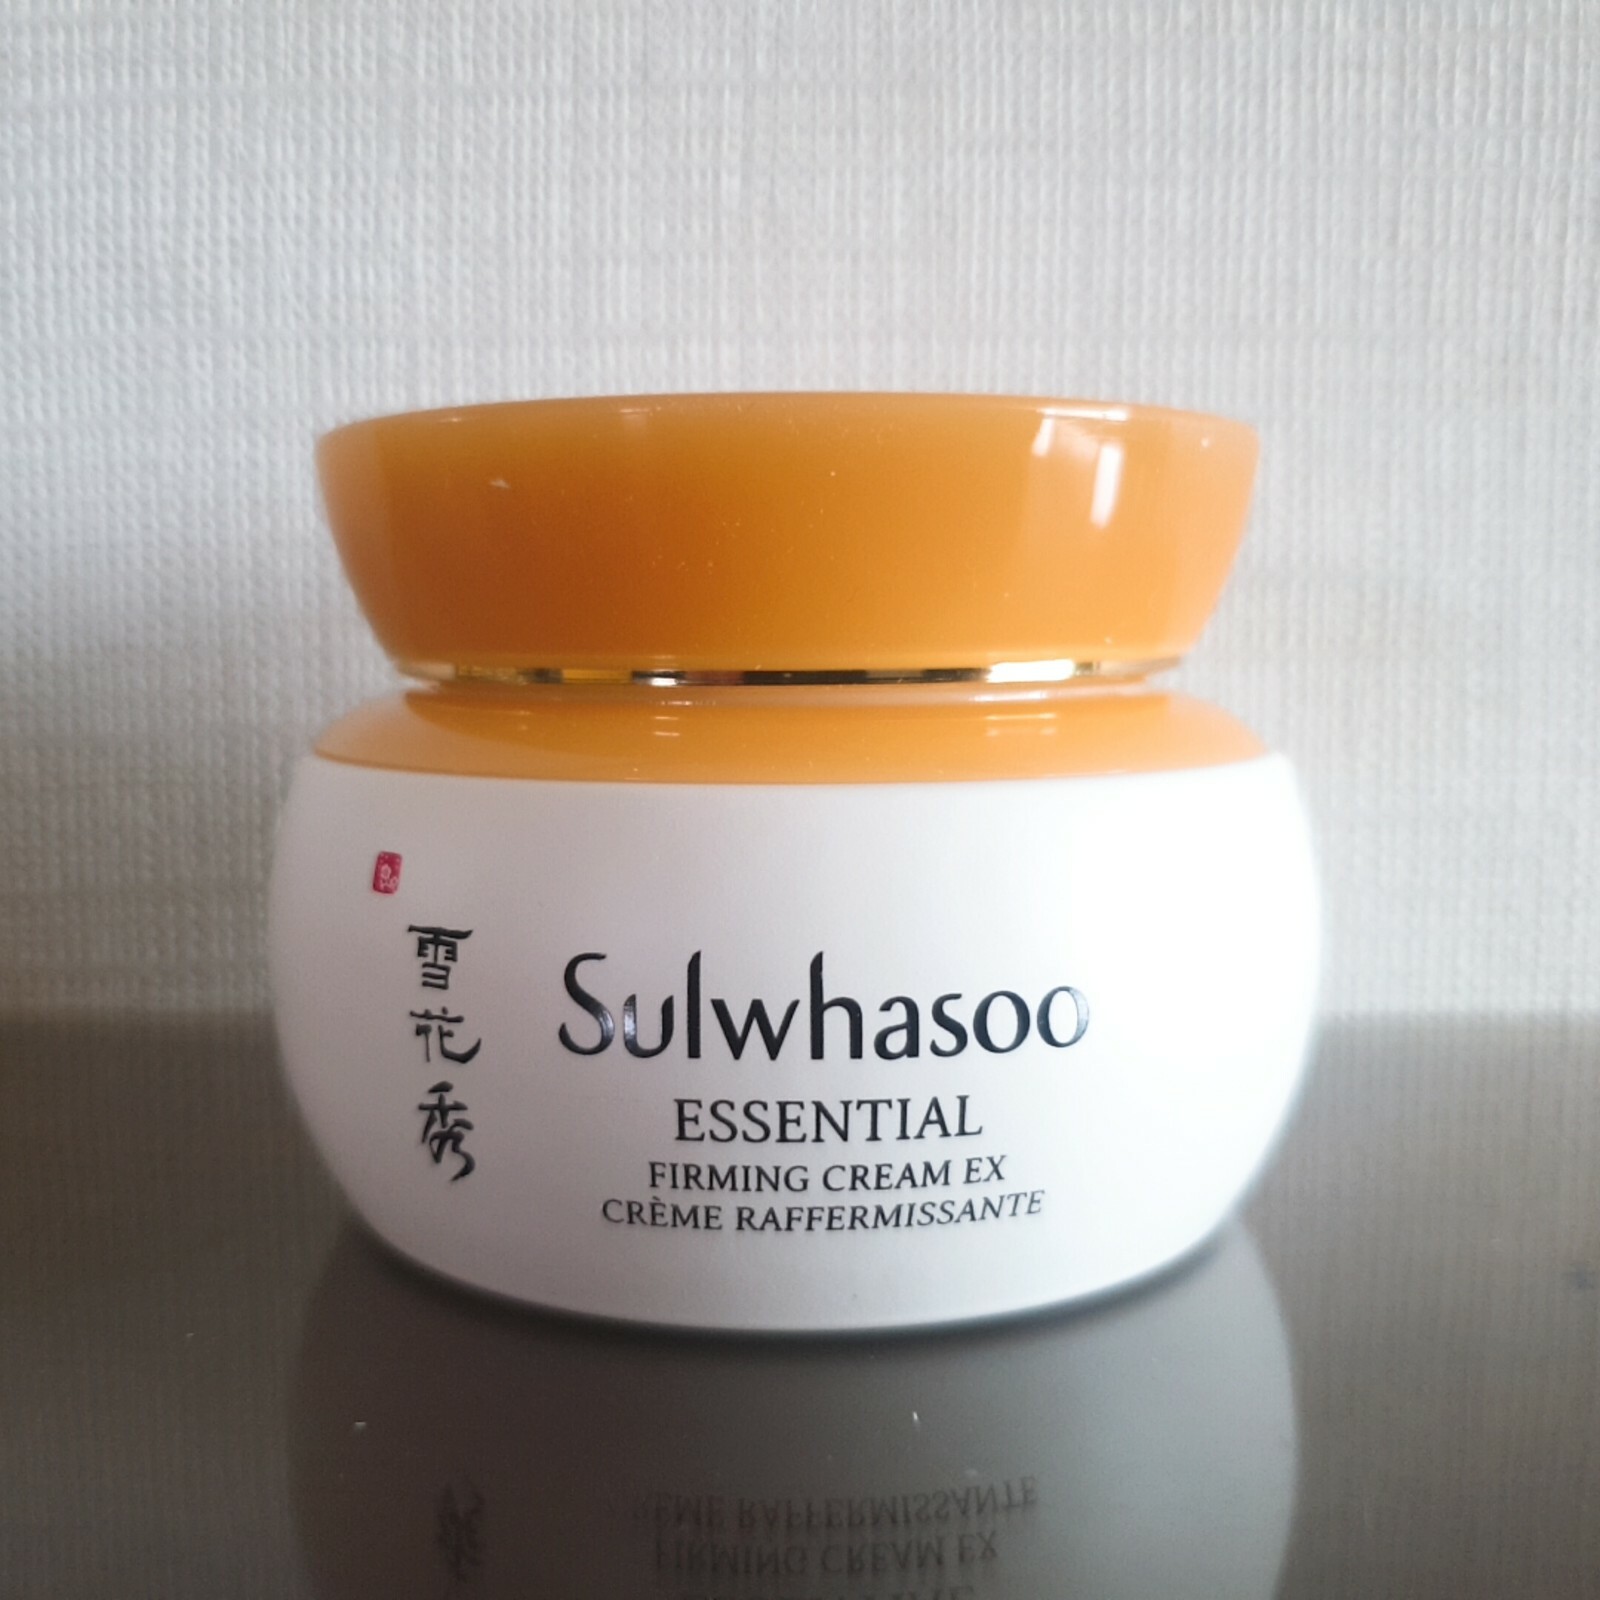 雪花秀
Sulwhasoo
ESSENTIAL
FIRMING CREAM EX
CRÈME RAFFERMISSANTE